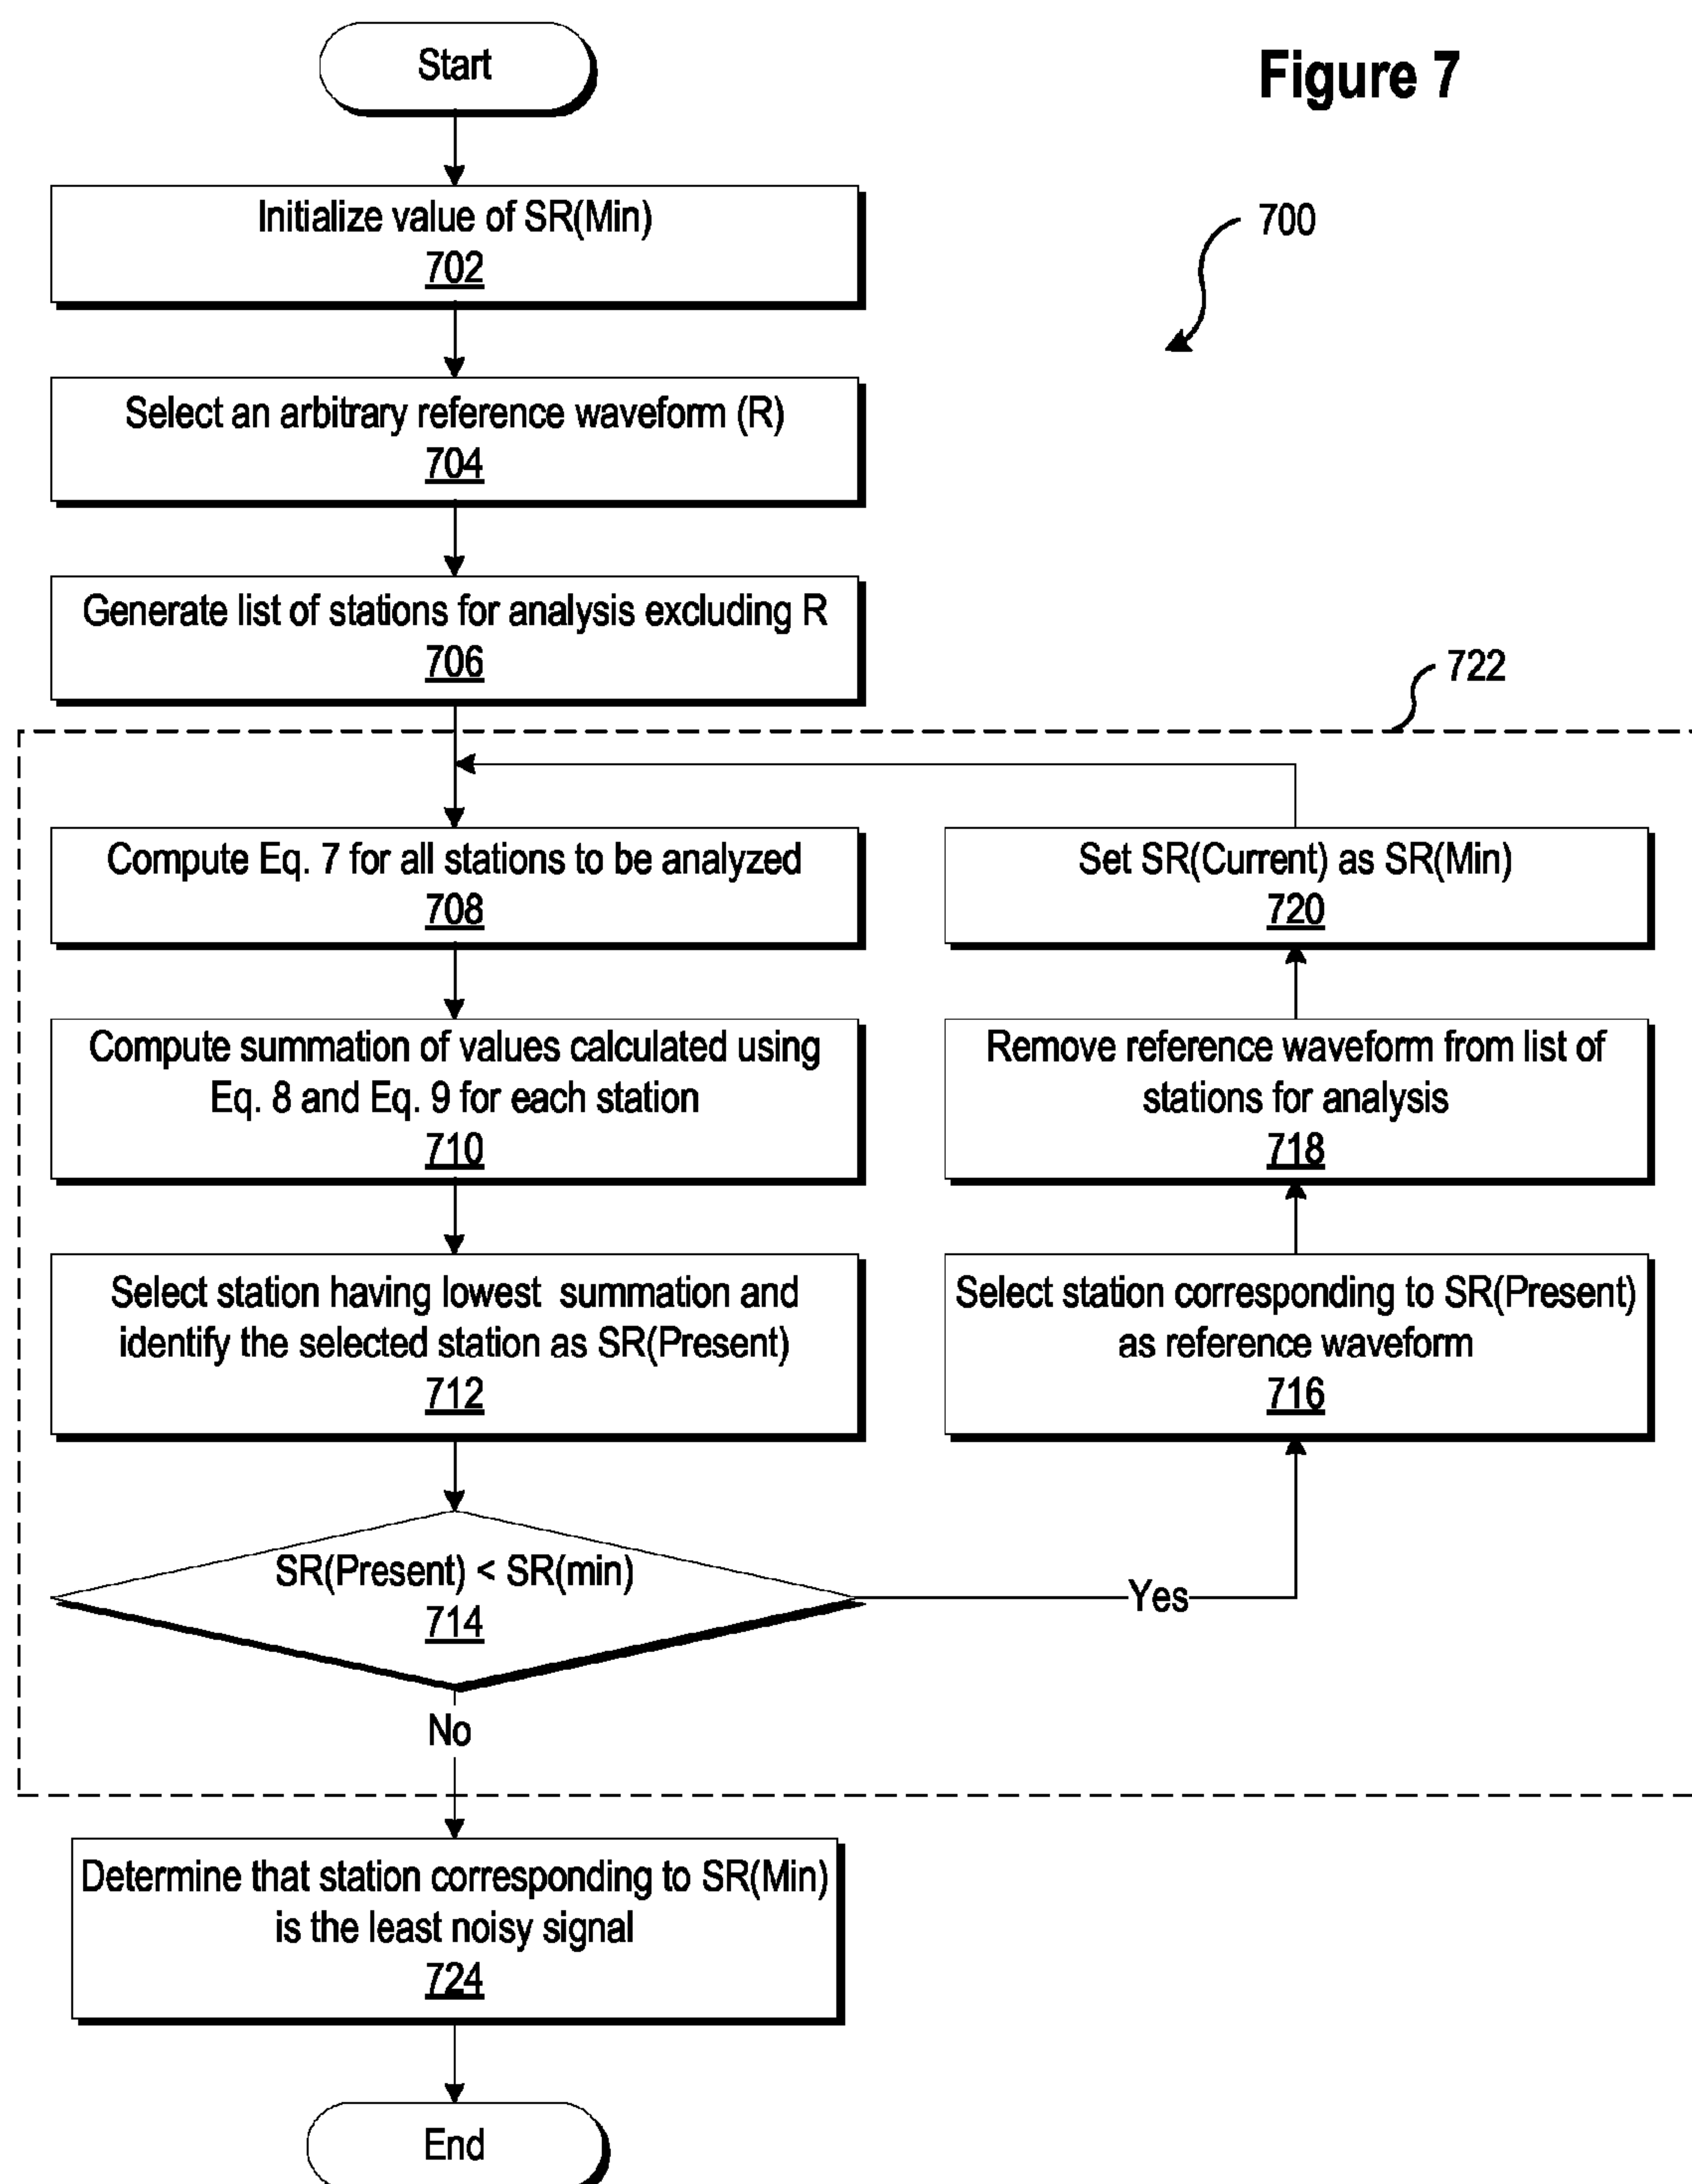 Start
Figure 7
Initialize value of SR(Min)
702
700
Select an arbitrary reference waveform (R)
704
Generate list of stations for analysis excluding R
706
722
Compute Eq. 7 for all stations to be analyzed
708
Set SR(Current) as SR(Min)
720
Compute summation of values calculated using
Eq. 8 and Eq. 9 for each station
710
Remove reference waveform from list of
stations for analysis
718
Select station having lowest summation and
identify the selected station as SR(Present)
712
Select station corresponding to SR(Present)
as reference waveform
716
SR(Present) < SR(min)
714
Yes
No
Determine that station corresponding to SR(Min)
is the least noisy signal
724
End